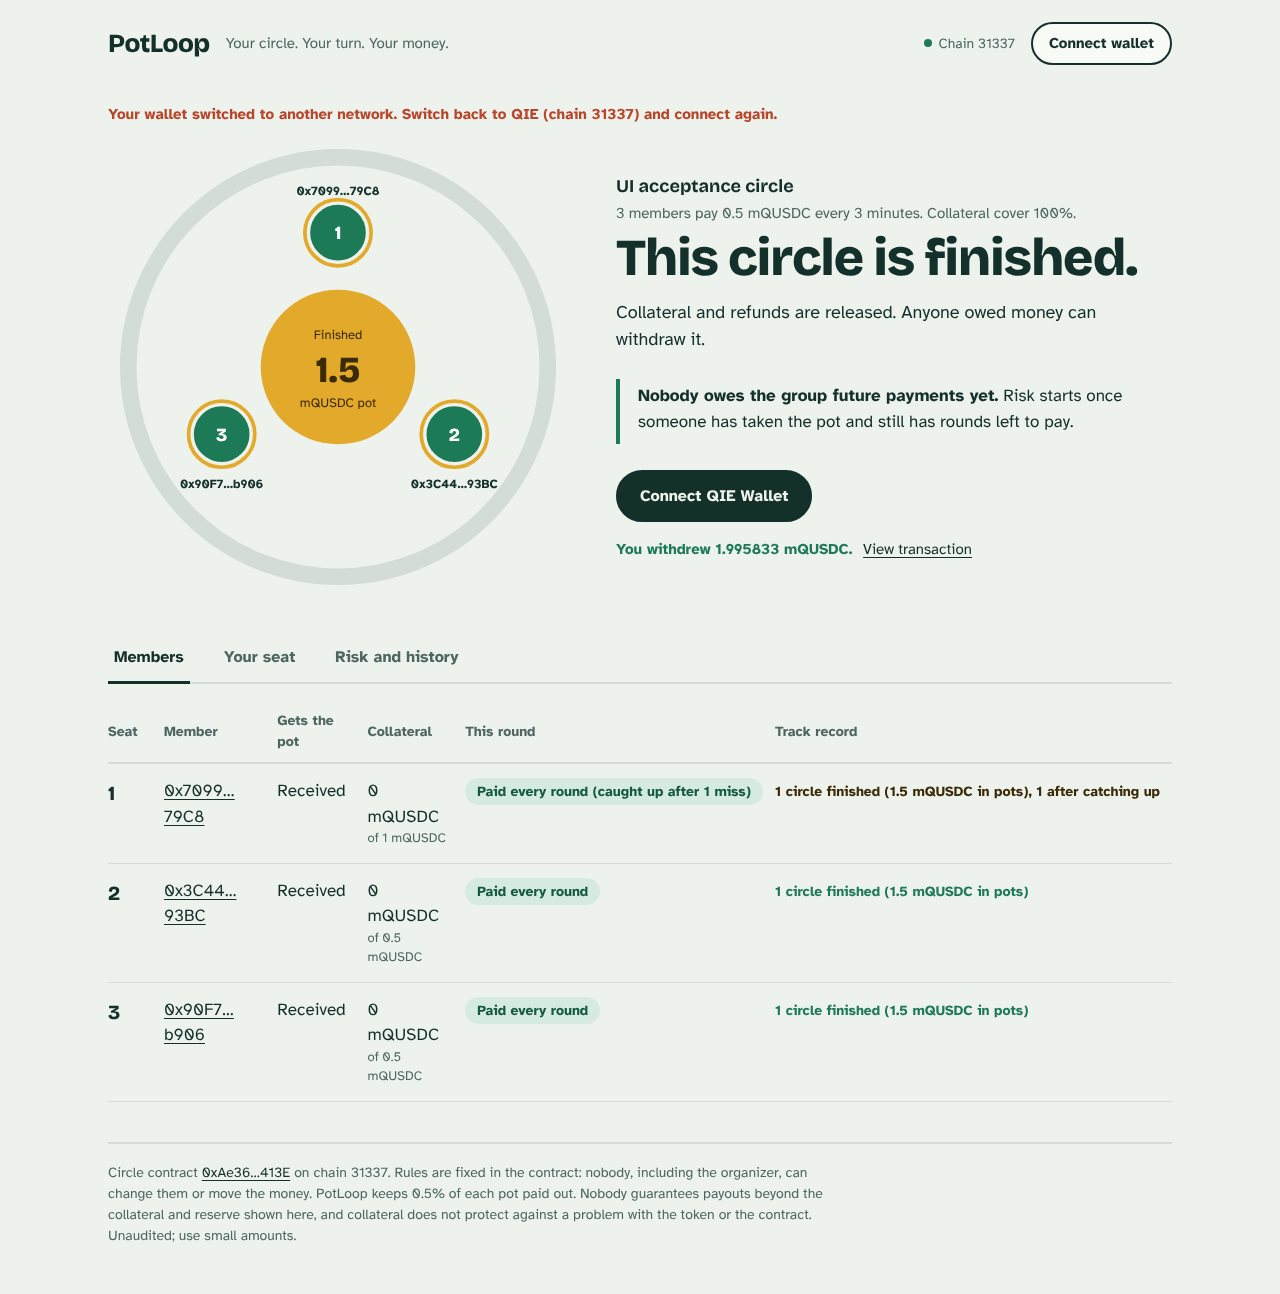 PotLoop
Your circle. Your turn. Your money.
Chain 31337
Connect wallet
Your wallet switched to another network. Switch back to QIE (chain 31337) and connect again.
0x7099…79C8
1
Finished
1.5
mQUSDC pot
3
2
0x90F7…b906
0x3C44…93BC
UI acceptance circle
3 members pay 0.5 mQUSDC every 3 minutes. Collateral cover 100%.
This circle is finished.
Collateral and refunds are released. Anyone owed money can
withdraw it.
Nobody owes the group future payments yet. Risk starts once
someone has taken the pot and still has rounds left to pay.
Connect QIE Wallet
You withdrew 1.995833 mQUSDC. View transaction
Members
Your seat
Risk and history
Seat
Member
Gets the
pot
Collateral
This round
Track record
1
0x7099…
79C8
Received
0
mQUSDC
of 1 mQUSDC
Paid every round (caught up after 1 miss)
1 circle finished (1.5 mQUSDC in pots), 1 after catching up
2
0x3C44…
93BC
Received
0
mQUSDC
of 0.5
mQUSDC
Paid every round
1 circle finished (1.5 mQUSDC in pots)
3
0x90F7…
b906
Received
0
mQUSDC
of 0.5
mQUSDC
Paid every round
1 circle finished (1.5 mQUSDC in pots)
Circle contract 0xAe36…413E on chain 31337. Rules are fixed in the contract: nobody, including the organizer, can
change them or move the money. PotLoop keeps 0.5% of each pot paid out. Nobody guarantees payouts beyond the
collateral and reserve shown here, and collateral does not protect against a problem with the token or the contract.
Unaudited; use small amounts.